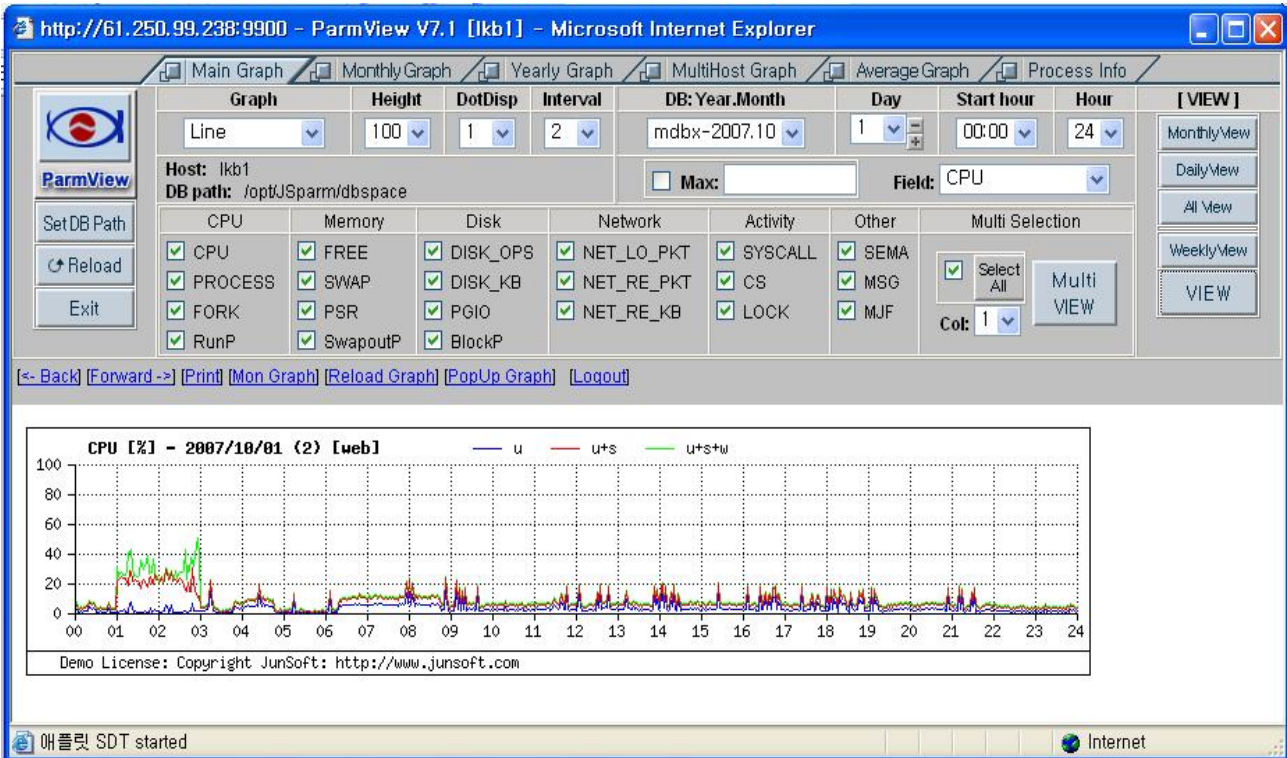 http://61.250.99.238:9900 - ParmView V7.1 [lkb1] - Microsoft Internet Explorer
Main Graph Monthly Graph Yearly Graph MultiHost Graph Average Graph Process Info
Graph Height DotDisp Interval DB: Year.Month Day Start hour Hour [ VIEW ]
Line 100 1 2 mdbx-2007.10 1 - + 00:00 24 MonthlyView
ParmView
Host: lkb1
DB path: /opt/JSparm/dbspace
Max: Field: CPU DailyView
Set DB Path CPU Memory Disk Network Activity Other Multi Selection All View
CPU FREE DISK_OPS NET_LO_PKT SYSCALL SEMA WeeklyView
Reload PROCESS SWAP DISK_KB NET_RE_PKT CS MSG Select All Multi VIEW VIEW
Exit FORK PSR PGIO NET_RE_KB LOCK MJF Col: 1
RunP SwapoutP BlockP
[<- Back] [Forward ->] [Print] [Mon Graph] [Reload Graph] [PopUp Graph] [Logout]
CPU [%] - 2007/10/01 (2) [web] u u+s u+s+w
100
80
60
40
20
0
00 01 02 03 04 05 06 07 08 09 10 11 12 13 14 15 16 17 18 19 20 21 22 23 24
Demo License: Copyright JunSoft: http://www.junsoft.com
애플릿 SDT started Internet